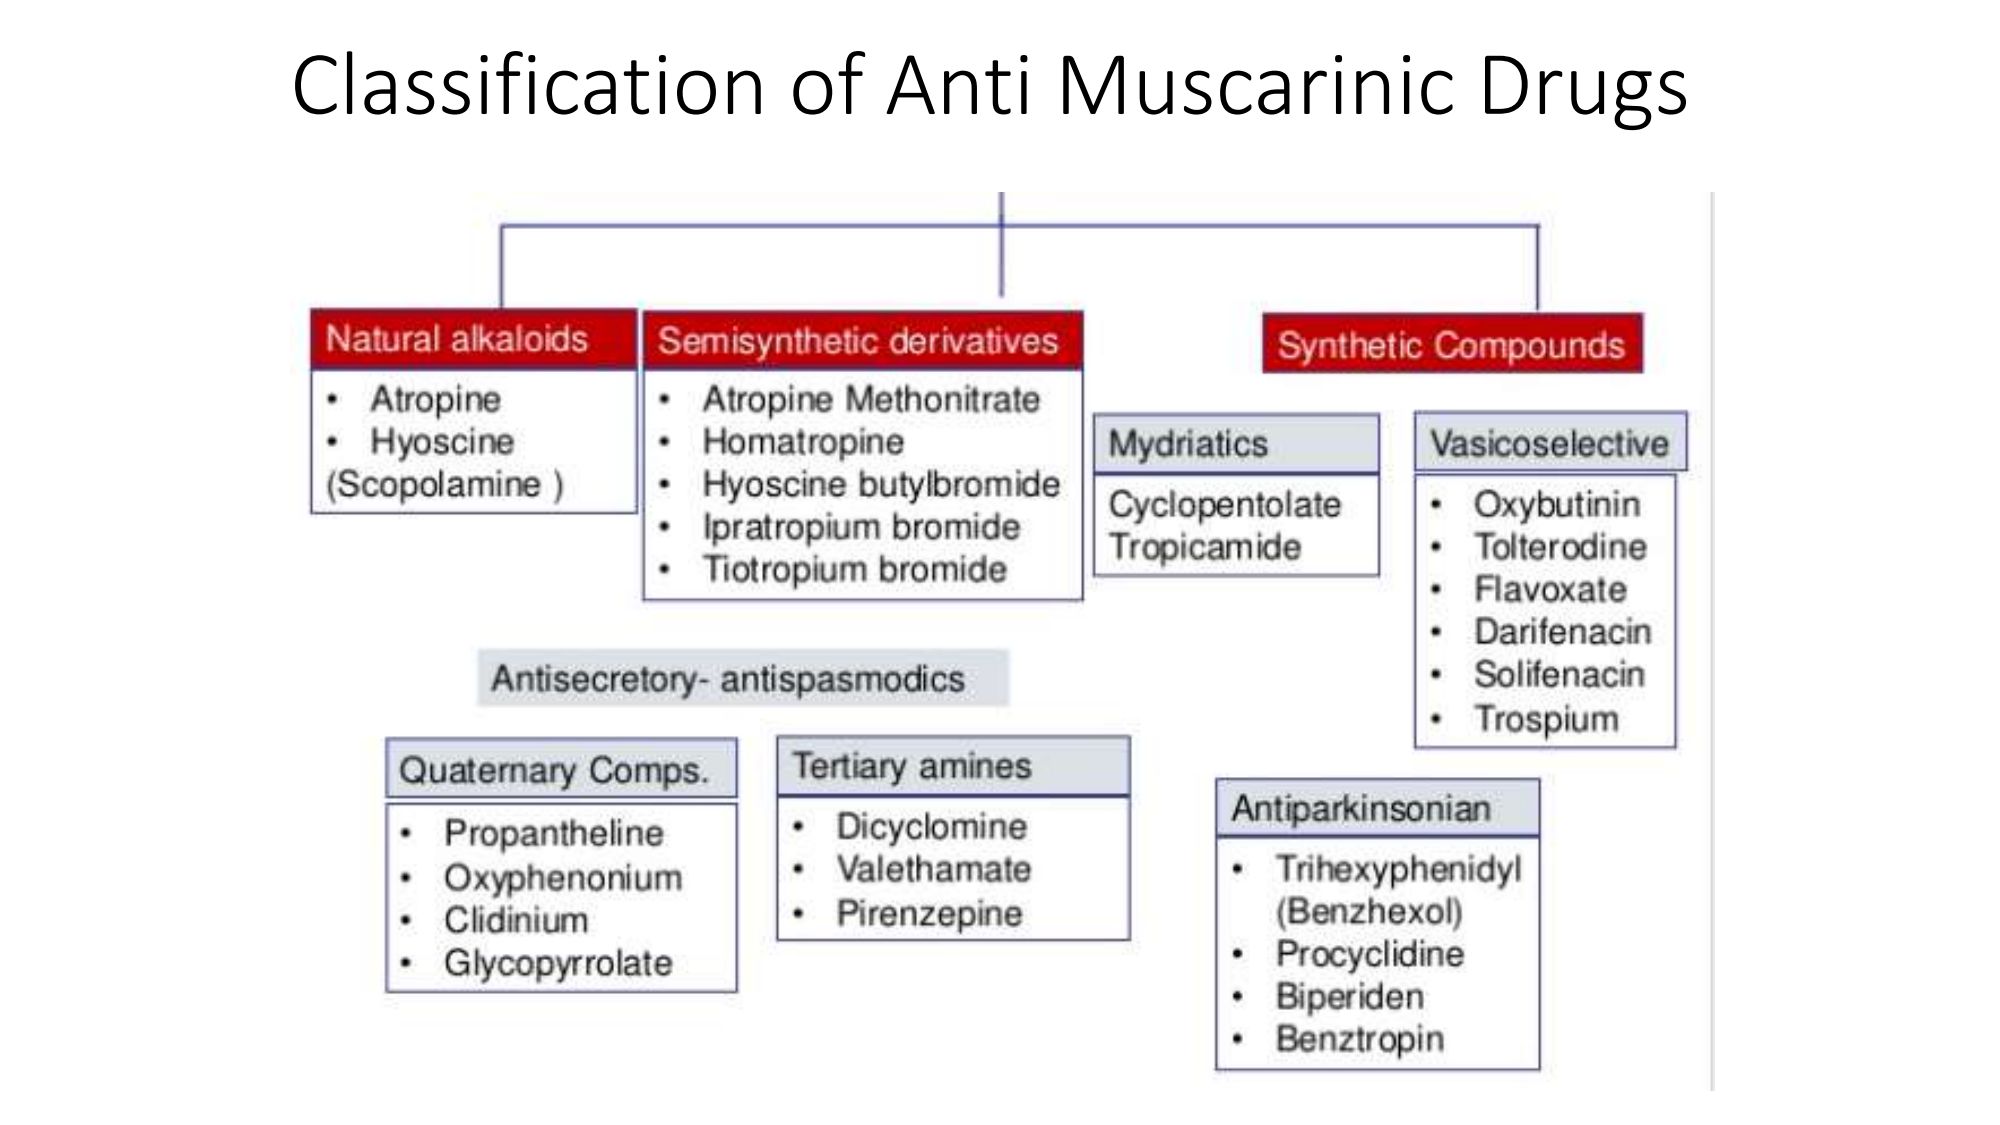 Classification of Anti Muscarinic Drugs
Natural alkaloids
• Atropine
• Hyoscine
(Scopolamine )
Semisynthetic derivatives
• Atropine Methonitrate
• Homatropine
• Hyoscine butylbromide
• Ipratropium bromide
• Tiotropium bromide
Synthetic Compounds
Mydriatics
Cyclopentolate
Tropicamide
Vasicoselective
• Oxybutinin
• Tolterodine
• Flavoxate
• Darifenacin
• Solifenacin
• Trospium
Antisecretory- antispasmodics
Quaternary Comps.
• Propantheline
• Oxyphenonium
• Clidinium
• Glycopyrrolate
Tertiary amines
• Dicyclomine
• Valethamate
• Pirenzepine
Antiparkinsonian
• Trihexyphenidyl
(Benzhexol)
• Procyclidine
• Biperiden
• Benztropin